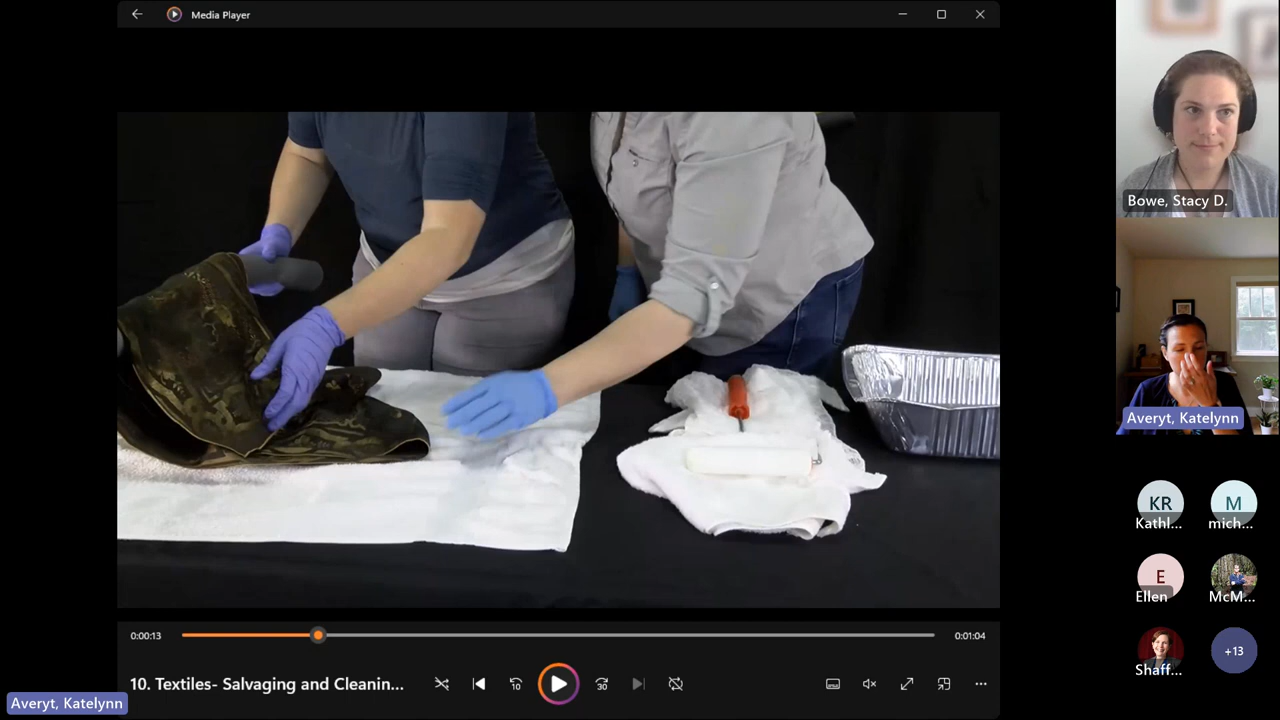 Media Player
Bowe, Stacy D.
Averyt, Katelynn
KR
Kathl...
M
mich...
E
Ellen
McM...
Shaff...
+13
0:00:13
0:01:04
10. Textiles- Salvaging and Cleanin...
10
30
Averyt, Katelynn